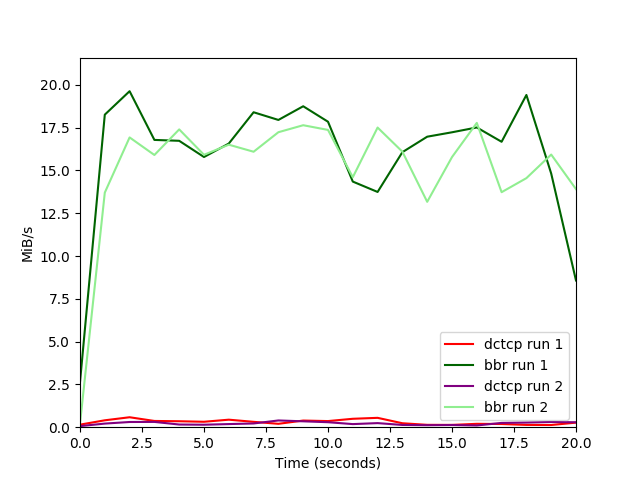 20.0
17.5
15.0
12.5
10.0
7.5
5.0
2.5
0.0
MiB/s
dctcp run 1
bbr run 1
dctcp run 2
bbr run 2
0.0 2.5 5.0 7.5 10.0 12.5 15.0 17.5 20.0
Time (seconds)